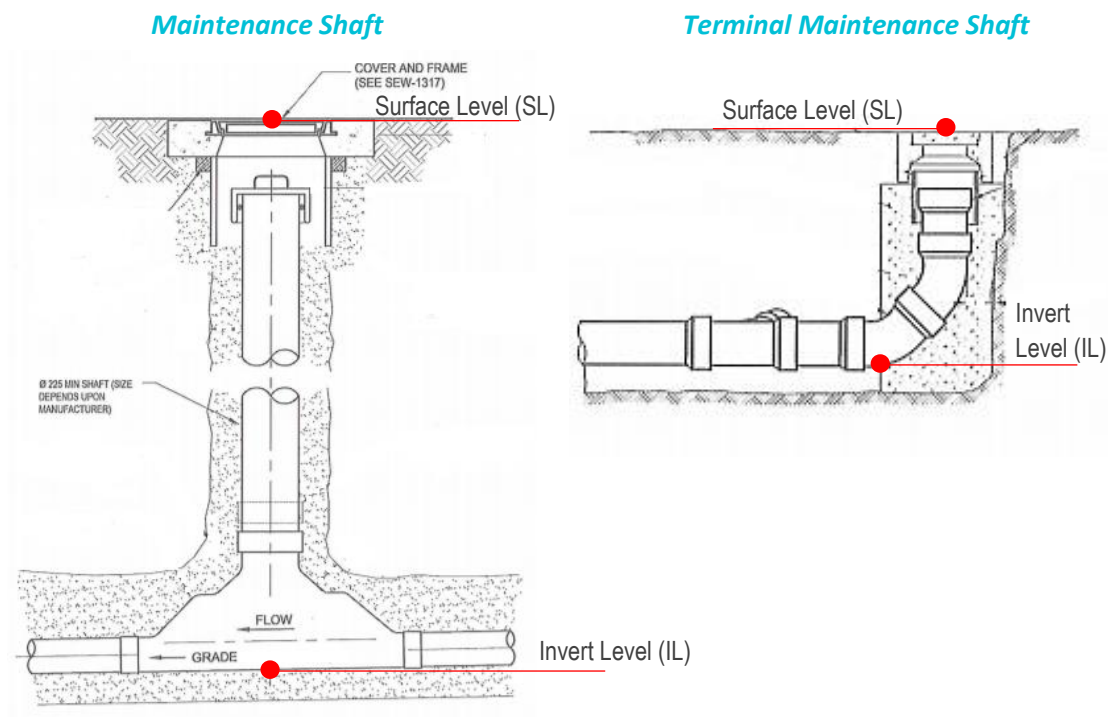 Maintenance Shaft
COVER AND FRAME
(SEE SEW-1317)
Surface Level (SL)
Ø 225 MIN SHAFT (SIZE
DEPENDS UPON
MANUFACTURER)
FLOW
GRADE
Invert Level (IL)
Terminal Maintenance Shaft
Surface Level (SL)
Invert
Level (IL)